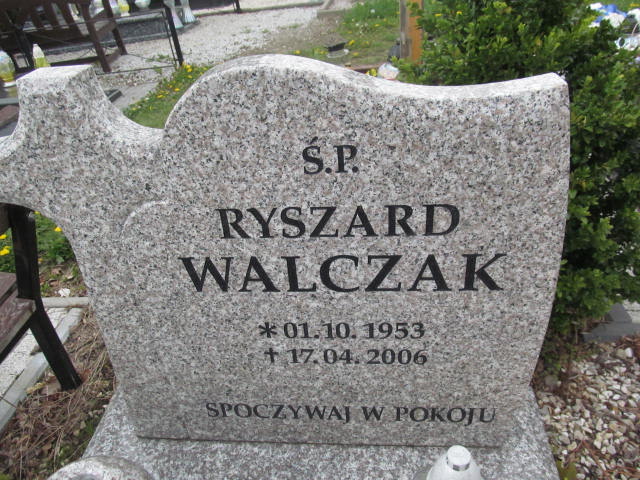 Ś.P.
RYSZARD
WALCZAK
* 01.10.1953
✝ 17.04.2006
SPOCZYWAJ W POKOJU